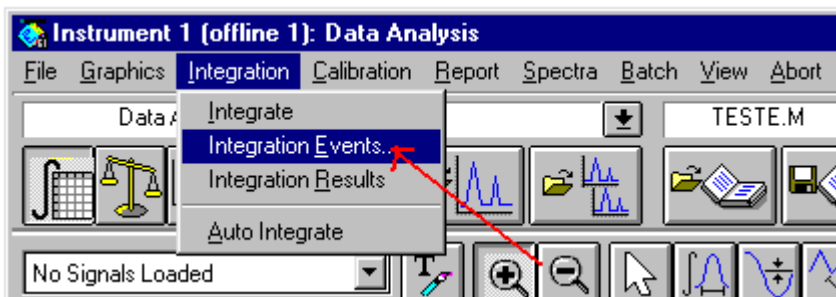 Instrument 1 (offline 1): Data Analysis
File Graphics Integration Calibration Report Spectra Batch View Abort
Data A
TESTE.M
Integrate
Integration Events...
Integration Results
Auto Integrate
No Signals Loaded
T